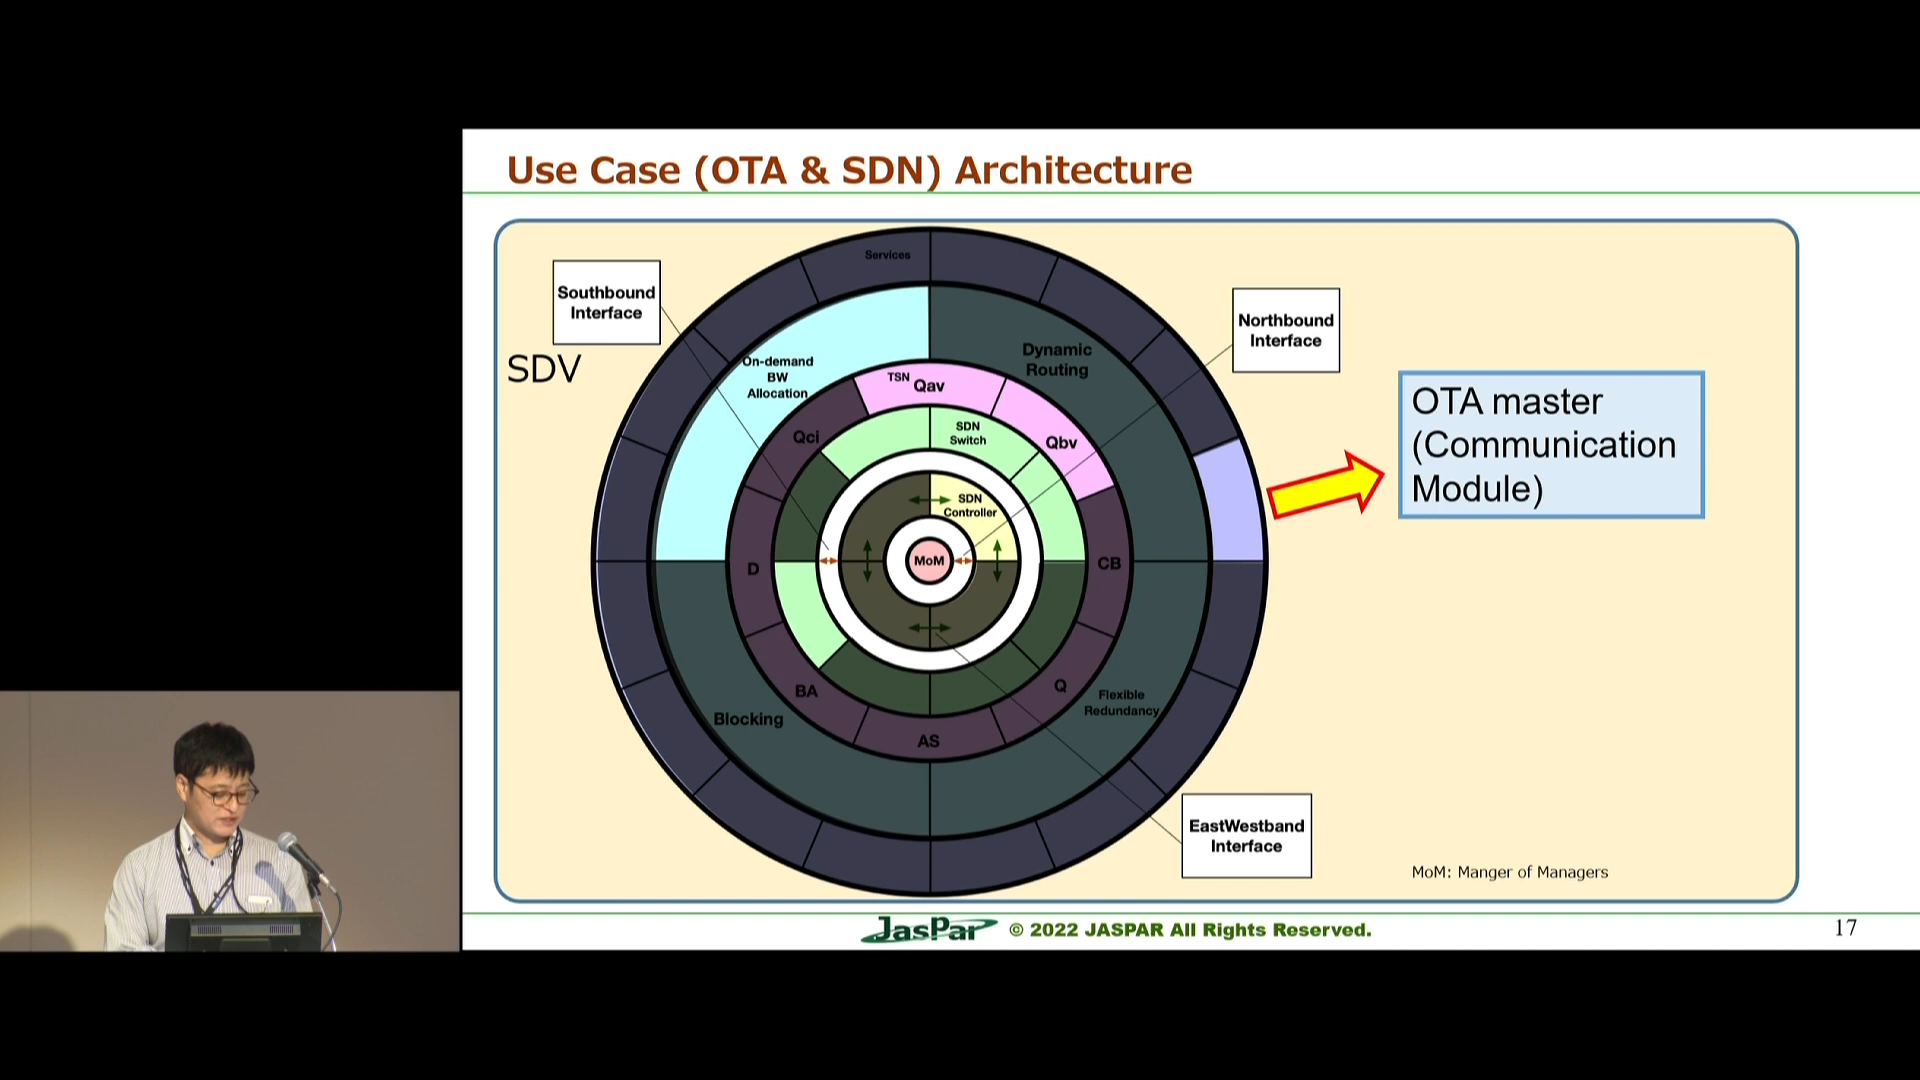 Use Case (OTA & SDN) Architecture
Services
Southbound
Interface
Northbound
Interface
SDV
On-demand
BW
Allocation
Dynamic
Routing
TSN
Qav
Qci
Qbv
SDN
Switch
SDN
Controller
OTA master
(Communication
Module)
MoM
D
CB
BA
Q
AS
Blocking
Flexible
Redundancy
EastWestband
Interface
MoM: Manger of Managers
JasPar
© 2022 JASPAR All Rights Reserved.
17